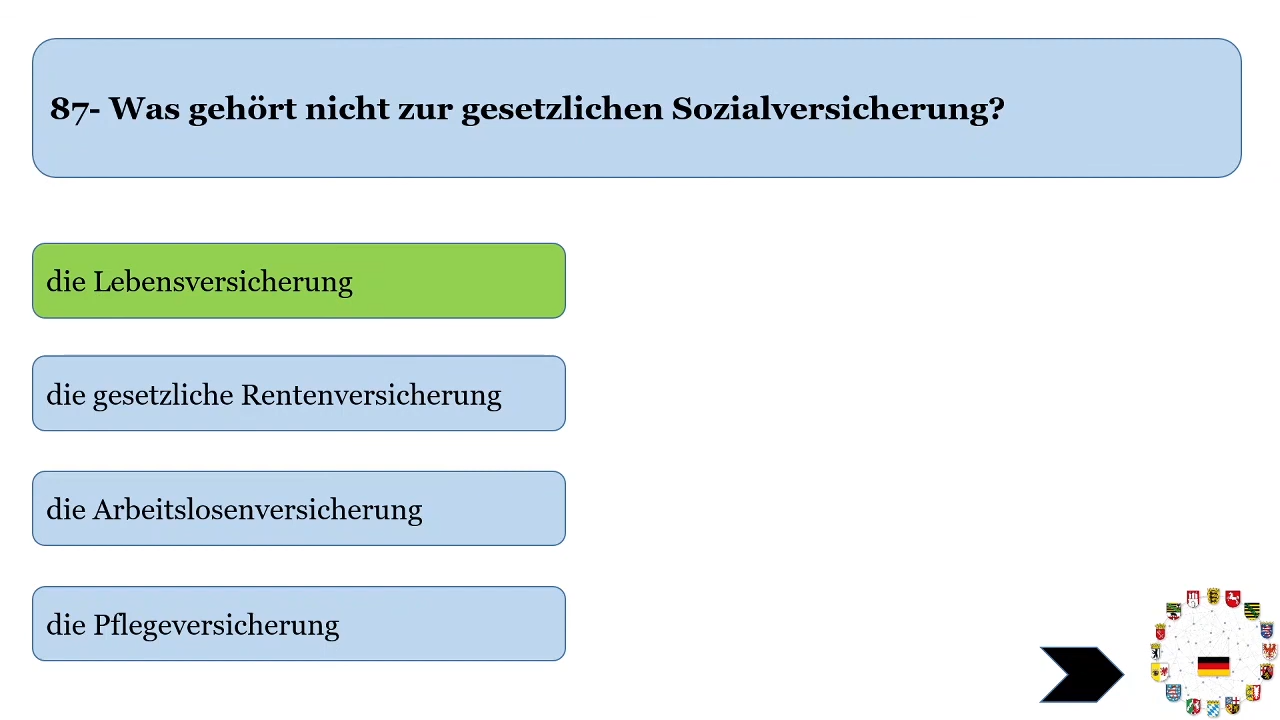 87- Was gehört nicht zur gesetzlichen Sozialversicherung?
die Lebensversicherung
die gesetzliche Rentenversicherung
die Arbeitslosenversicherung
die Pflegeversicherung